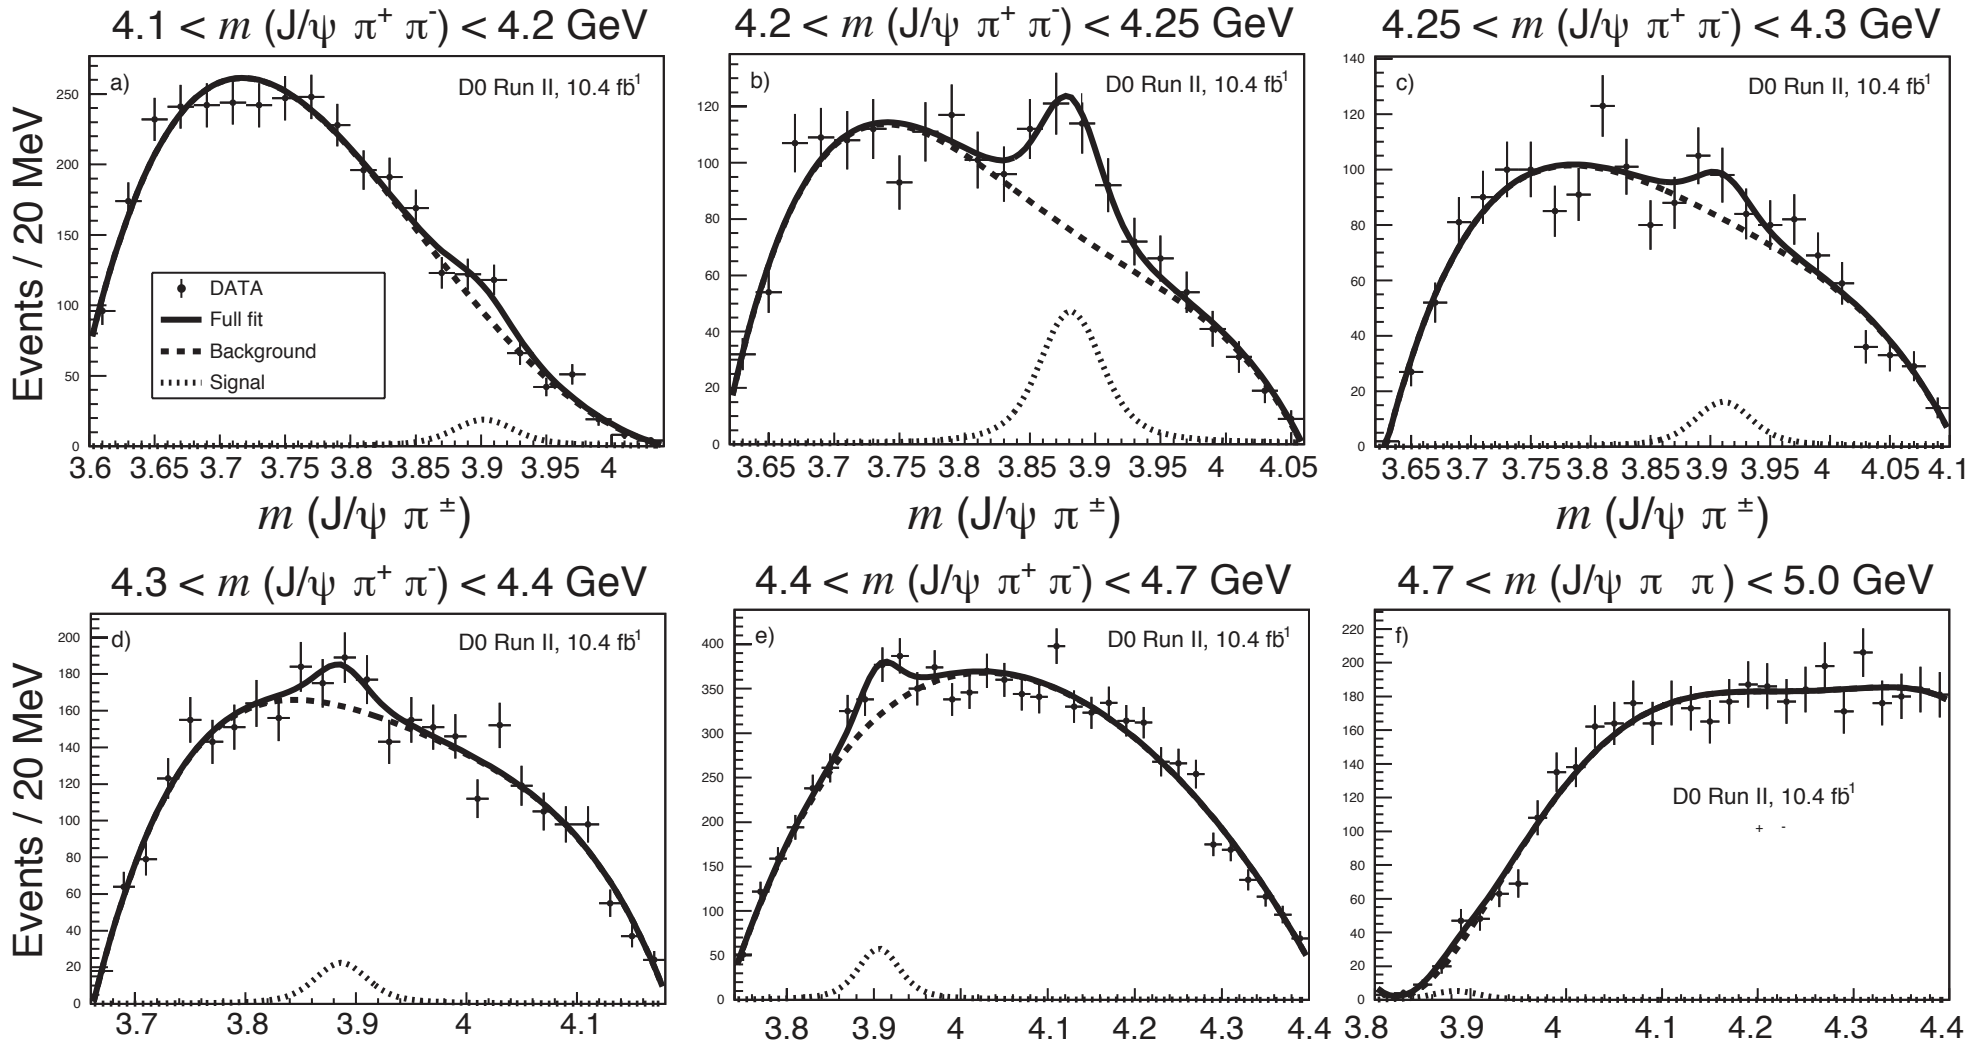 4.1 < m (J/ψ π+ π-) < 4.2 GeV
4.2 < m (J/ψ π+ π-) < 4.25 GeV
4.25 < m (J/ψ π+ π-) < 4.3 GeV
Events / 20 MeV
a)
D0 Run II, 10.4 fb-1
250
200
150
100
50
0
DATA
Full fit
Background
Signal
3.6 3.65 3.7 3.75 3.8 3.85 3.9 3.95 4
m (J/ψ π±)
b)
D0 Run II, 10.4 fb-1
120
100
80
60
40
20
0
3.65 3.7 3.75 3.8 3.85 3.9 3.95 4 4.05
m (J/ψ π±)
c)
D0 Run II, 10.4 fb-1
140
120
100
80
60
40
20
0
3.65 3.7 3.75 3.8 3.85 3.9 3.95 4 4.05 4.1
m (J/ψ π±)
4.3 < m (J/ψ π+ π-) < 4.4 GeV
4.4 < m (J/ψ π+ π-) < 4.7 GeV
4.7 < m (J/ψ π π) < 5.0 GeV
Events / 20 MeV
d)
D0 Run II, 10.4 fb-1
200
180
160
140
120
100
80
60
40
20
0
3.7 3.8 3.9 4 4.1
e)
D0 Run II, 10.4 fb-1
400
350
300
250
200
150
100
50
0
3.8 3.9 4 4.1 4.2 4.3 4.4
f)
220
200
180
160
140
120
100
80
60
40
20
0
D0 Run II, 10.4 fb-1
+ -
3.8 3.9 4 4.1 4.2 4.3 4.4